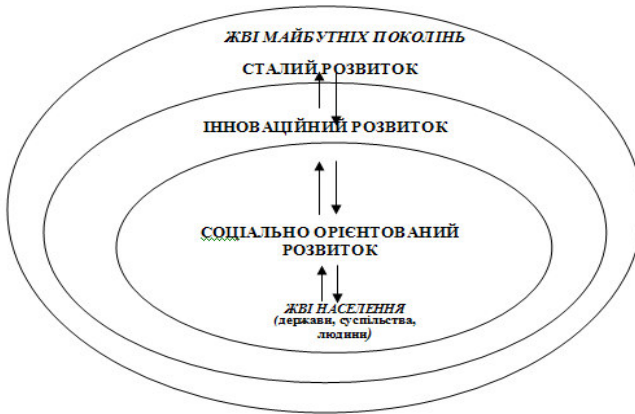 ЖВІ МАЙБУТНІХ ПОКОЛІНЬ
СТАЛИЙ РОЗВИТОК
ІННОВАЦІЙНИЙ РОЗВИТОК
СОЦІАЛЬНО ОРІЄНТОВАНИЙ
РОЗВИТОК
ЖВІ НАСЕЛЕННЯ
(держави, суспільства,
людини)